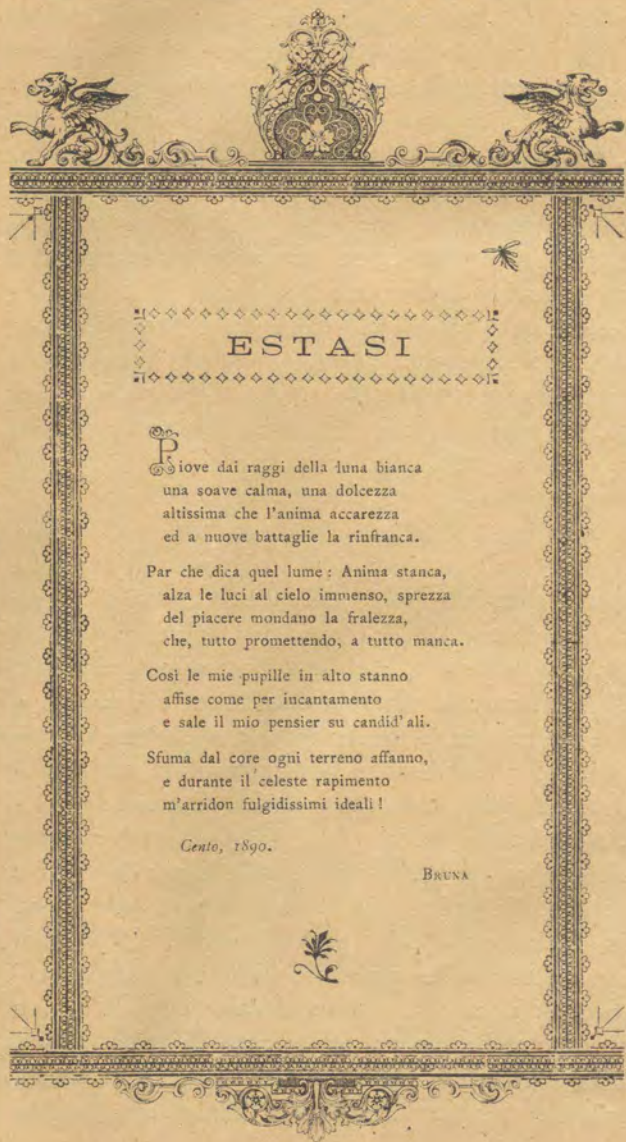 ESTASI
Piove dai raggi della luna bianca
una soave calma, una dolcezza
altissima che l'anima accarezza
ed a nuove battaglie la rinfranca.
Par che dica quel lume: Anima stanca,
alza le luci al cielo immenso, sprezza
del piacere mondano la fralezza,
che, tutto promettendo, a tutto manca.
Così le mie pupille in alto stanno
affise come per incantamento
e sale il mio pensier su candid'ali.
Sfuma dal core ogni terreno affanno,
e durante il celeste rapimento
m'arridon fulgidissimi ideali!
Cento, 1890.
BRUNA